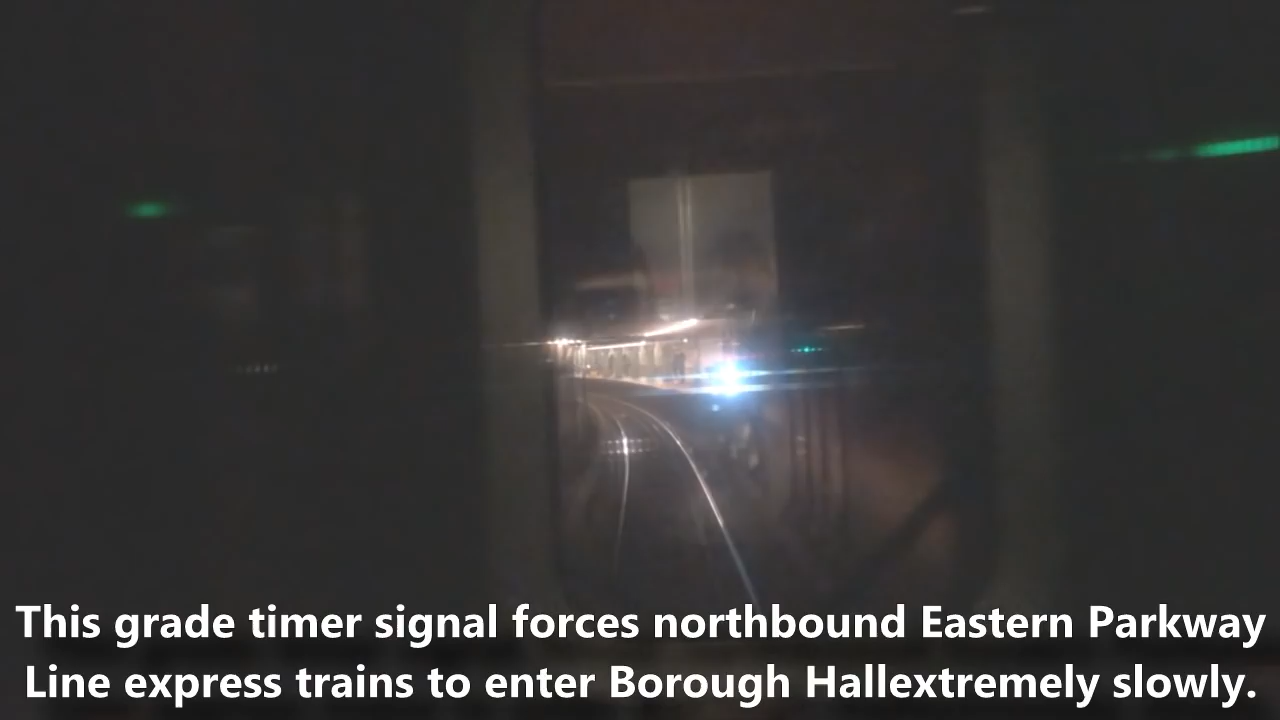 This grade timer signal forces northbound Eastern Parkway
Line express trains to enter Borough Hallextremely slowly.